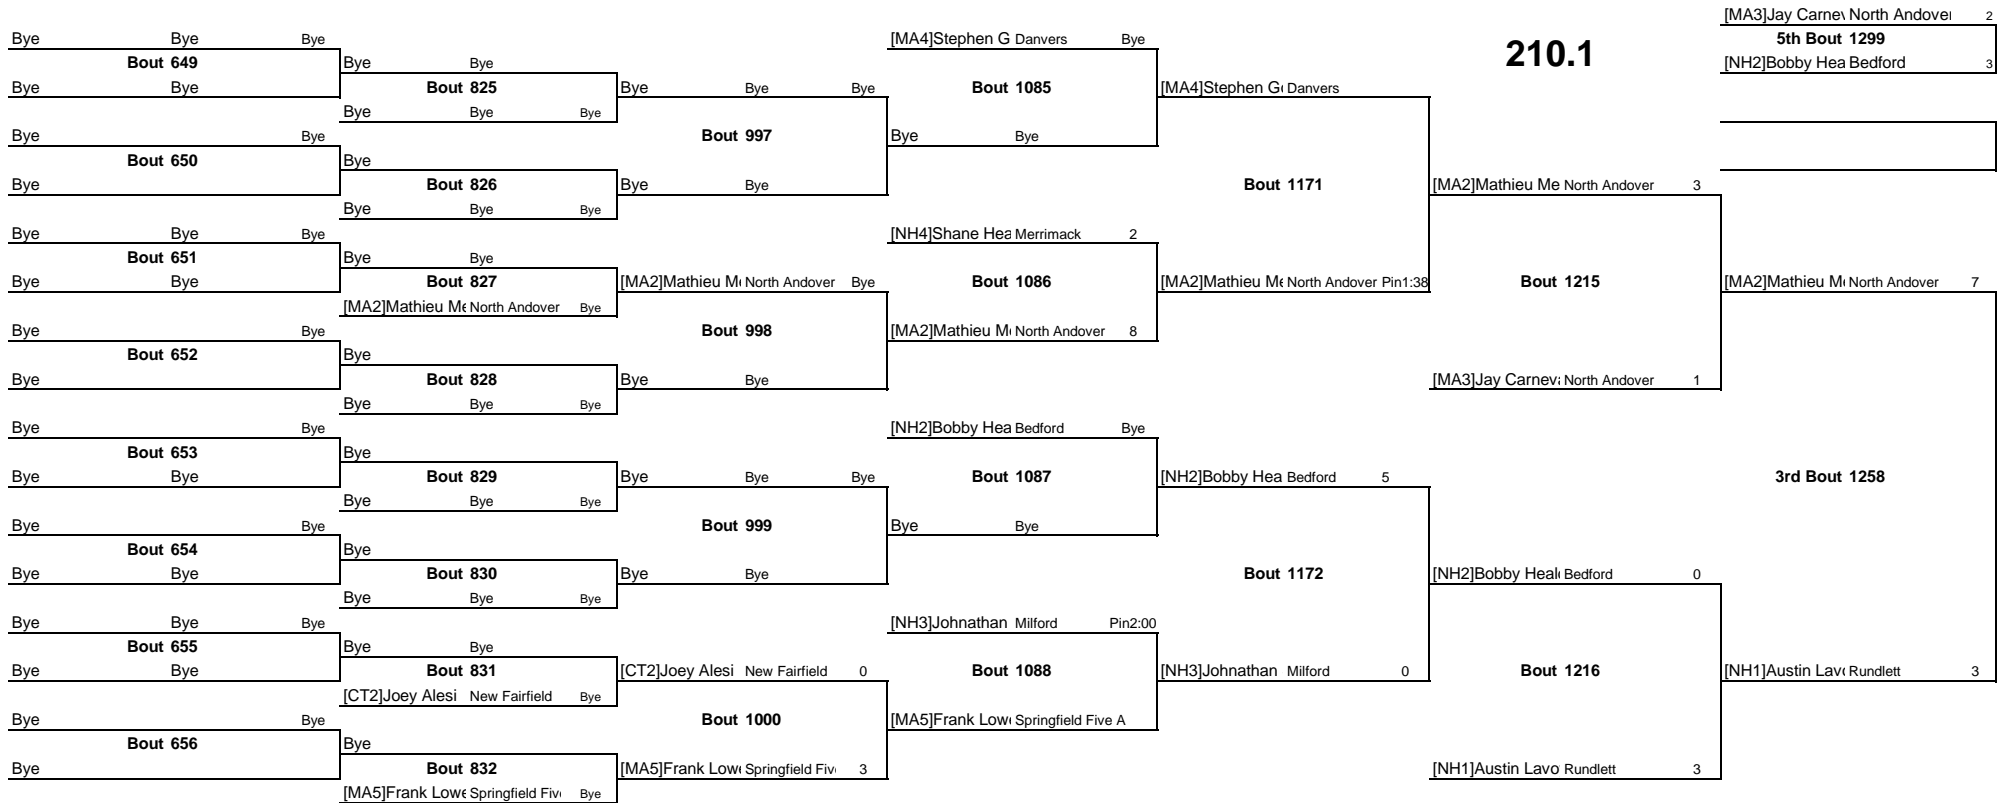 [MA3]Jay Carnev North Andover 2
Bye Bye Bye [MA4]Stephen G Danvers Bye 210.1 5th Bout 1299
Bout 649 Bye Bye [NH2]Bobby Hea Bedford 3
Bye Bye Bout 825 Bye Bye Bye Bout 1085 [MA4]Stephen G Danvers
Bye Bye Bye
Bye Bye Bout 997 Bye Bye
Bout 650 Bye
Bye Bout 826 Bye Bye Bout 1171 [MA2]Mathieu Me North Andover 3
Bye Bye Bye
Bye Bye Bye [NH4]Shane Hea Merrimack 2
Bout 651 Bye Bye
Bye Bye Bout 827 [MA2]Mathieu M North Andover Bye Bout 1086 [MA2]Mathieu Me North Andover Pin1:38 Bout 1215 [MA2]Mathieu M North Andover 7
[MA2]Mathieu Me North Andover Bye
Bye Bye Bout 998 [MA2]Mathieu M North Andover 8
Bout 652 Bye
Bye Bout 828 Bye Bye [MA3]Jay Carneva North Andover 1
Bye Bye Bye
Bye Bye [NH2]Bobby Hea Bedford Bye
Bout 653 Bye
Bye Bye Bout 829 Bye Bye Bye Bout 1087 [NH2]Bobby Hea Bedford 5 3rd Bout 1258
Bye Bye Bye
Bye Bye Bout 999 Bye Bye
Bout 654 Bye
Bye Bye Bout 830 Bye Bye Bout 1172 [NH2]Bobby Heal Bedford 0
Bye Bye Bye
Bye Bye Bye [NH3]Johnathan Milford Pin2:00
Bout 655 Bye Bye
Bye Bye Bout 831 [CT2]Joey Alesi New Fairfield 0 Bout 1088 [NH3]Johnathan Milford 0 Bout 1216 [NH1]Austin Lavo Rundlett 3
[CT2]Joey Alesi New Fairfield Bye
Bye Bye Bout 1000 [MA5]Frank Low Springfield Five A
Bout 656 Bye
Bye Bout 832 [MA5]Frank Lowe Springfield Fiv 3 [NH1]Austin Lavo Rundlett 3
[MA5]Frank Lowe Springfield Fiv Bye